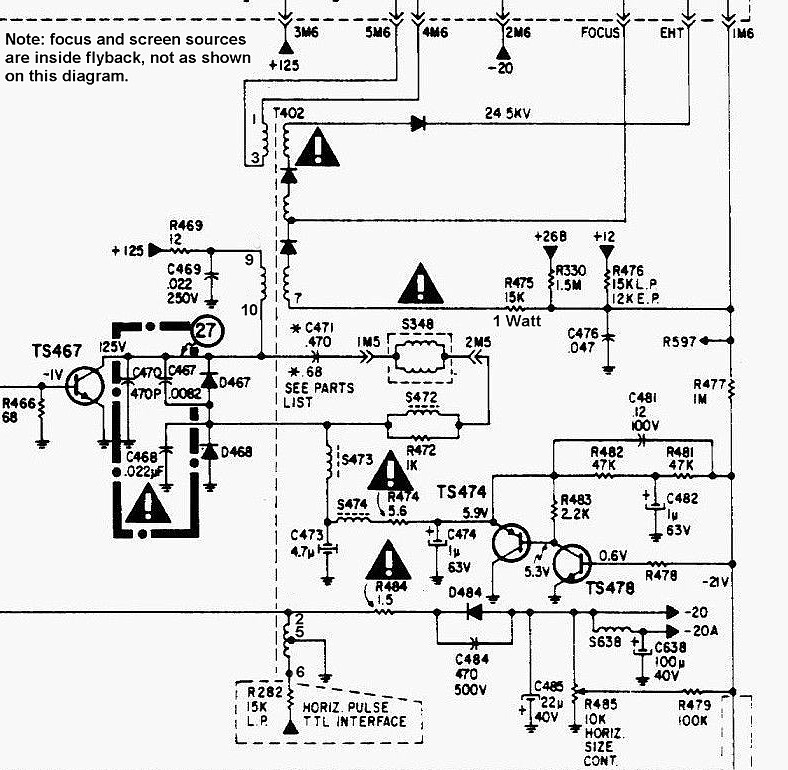 3M6
5M6
4M6
2M6
FOCUS
EHT
1M6
Note: focus and screen sources
are inside flyback, not as shown
on this diagram.
+125
-20
T402
24 5KV
1
3
R469
12
+125
9
C469
.022
250V
10
7
+26B
+12
R475
15K
1 Watt
R330
1.5M
R476
15K L.P.
12K E.P.
27
TS467
125V
-1V
* C471
.470
*.68
SEE PARTS
LIST
1M5
S348
2M5
C476
.047
R597
R466
68
C470
470P
C467
.0082
D467
R477
1M
S472
R472
1K
C481
.12
100V
C468
.022µF
D468
S473
R482
47K
R481
47K
TS474
5.9V
R474
5.6
S474
R483
2.2K
C482
+
1µ
63V
C473
4.7µ
+
C474
1µ
63V
5.3V
0.6V
TS478
R478
-21V
R484
1.5
D484
-20
-20A
2
5
6
C484
470
500V
S638
+
C638
100µ
40V
R282
15K
L.P.
HORIZ. PULSE
TTL INTERFACE
C485
22µ
40V
+
R485
10K
HORIZ.
SIZE
CONT.
R479
100K